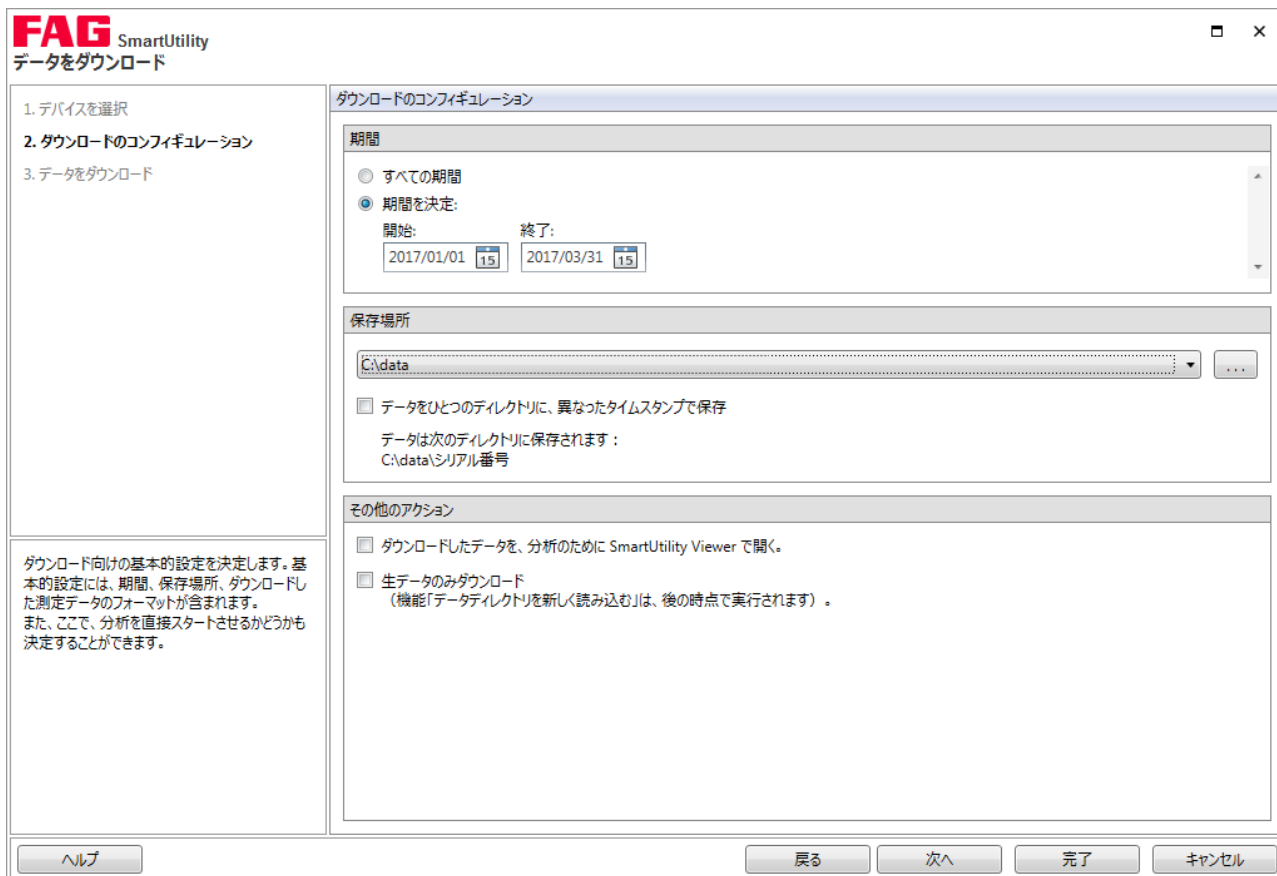 FAG SmartUtility
データをダウンロード
1. デバイスを選択
2. ダウンロードのコンフィギュレーション
3. データをダウンロード
ダウンロード向けの基本的設定を決定します。基
本的設定には、期間、保存場所、ダウンロードし
た測定データのフォーマットが含まれます。
また、ここで、分析を直接スタートさせるかどうかも
決定することができます。
ダウンロードのコンフィギュレーション
期間
すべての期間
期間を決定:
開始: 終了:
2017/01/01 15 2017/03/31 15
保存場所
C:\data ...
データをひとつのディレクトリに、異なったタイムスタンプで保存
データは次のディレクトリに保存されます：
C:\data\シリアル番号
その他のアクション
ダウンロードしたデータを、分析のために SmartUtility Viewer で開く。
生データのみダウンロード
（機能「データディレクトリを新しく読み込む」は、後の時点で実行されます）。
ヘルプ 戻る 次へ 完了 キャンセル